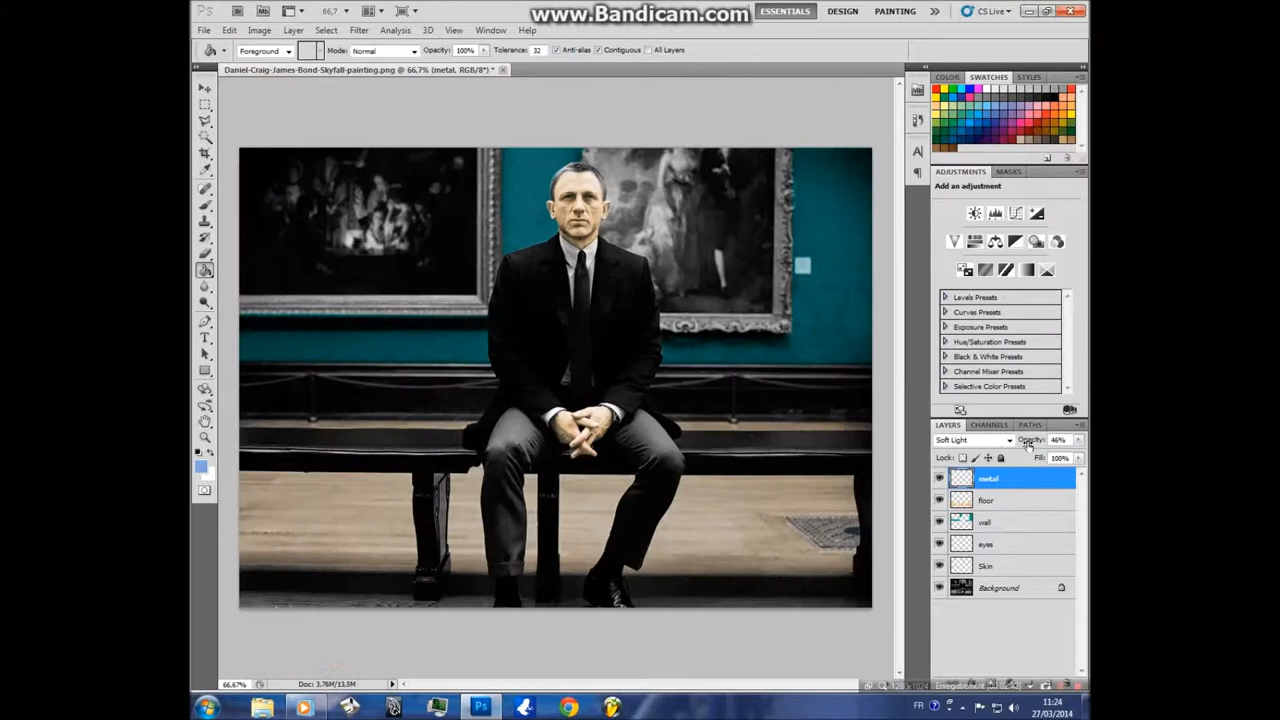 www.Bandicam.com
Ps Br Mb 66,7 ESSENTIALS DESIGN PAINTING » CS Live
File Edit Image Layer Select Filter Analysis 3D View Window Help
Foreground Mode: Normal Opacity: 100% Tolerance: 32 Anti-alias Contiguous All Layers
Daniel-Craig-James-Bond-Skyfall-painting.png @ 66,7% (metal, RGB/8*) *
COLOR SWATCHES STYLES
ADJUSTMENTS MASKS
Add an adjustment
Levels Presets
Curves Presets
Exposure Presets
Hue/Saturation Presets
Black & White Presets
Channel Mixer Presets
Selective Color Presets
LAYERS CHANNELS PATHS
Soft Light Opacity: 46%
Lock: Fill: 100%
metal
floor
wall
eyes
Skin
Background
66.67% Doc: 3,76M/13,5M
FR 11:24
27/03/2014